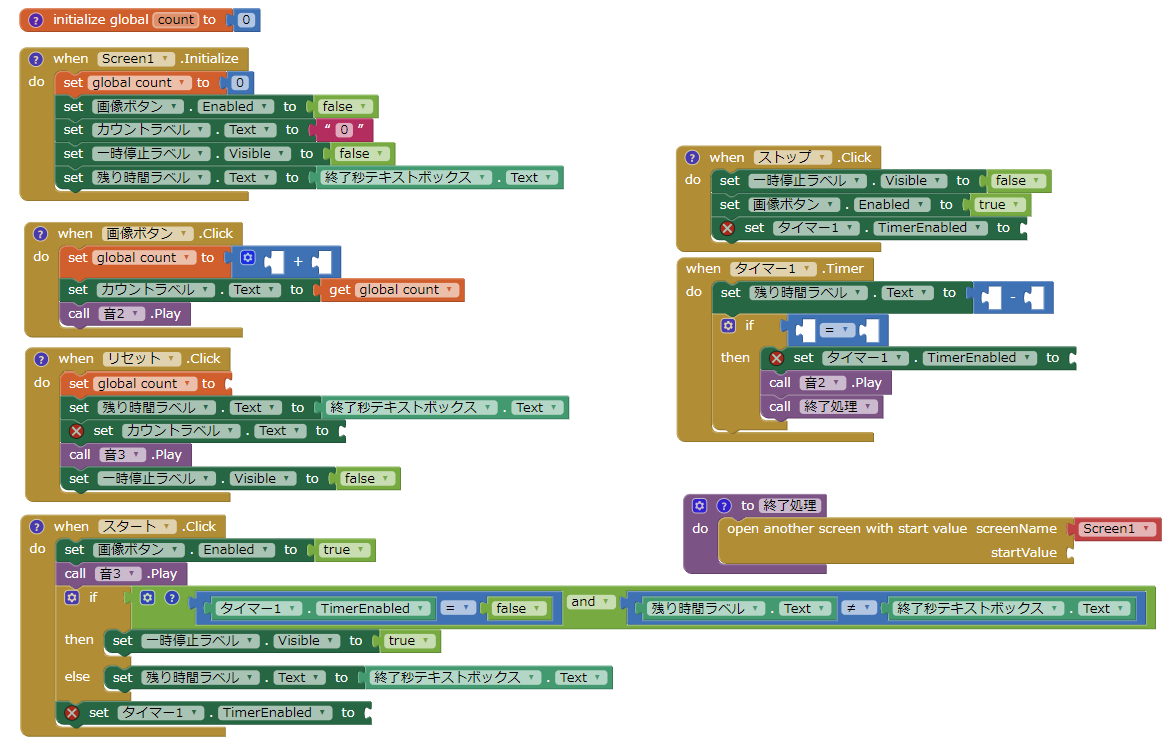 initialize global count to 0
when Screen1 .Initialize
do set global count to 0
set 画像ボタン . Enabled to false
set カウントラベル . Text to “ 0 ”
set 一時停止ラベル . Visible to false
set 残り時間ラベル . Text to 終了秒テキストボックス . Text
when 画像ボタン .Click
do set global count to +
set カウントラベル . Text to get global count
call 音2 .Play
when リセット .Click
do set global count to
set 残り時間ラベル . Text to 終了秒テキストボックス . Text
set カウントラベル . Text to
call 音3 .Play
set 一時停止ラベル . Visible to false
when スタート .Click
do set 画像ボタン . Enabled to true
call 音3 .Play
if タイマー1 . TimerEnabled = false and 残り時間ラベル . Text ≠ 終了秒テキストボックス . Text
then set 一時停止ラベル . Visible to true
else set 残り時間ラベル . Text to 終了秒テキストボックス . Text
set タイマー1 . TimerEnabled to
when ストップ .Click
do set 一時停止ラベル . Visible to false
set 画像ボタン . Enabled to true
set タイマー1 . TimerEnabled to
when タイマー1 .Timer
do set 残り時間ラベル . Text to -
if =
then set タイマー1 . TimerEnabled to
call 音2 .Play
call 終了処理
to 終了処理
do open another screen with start value screenName Screen1
startValue